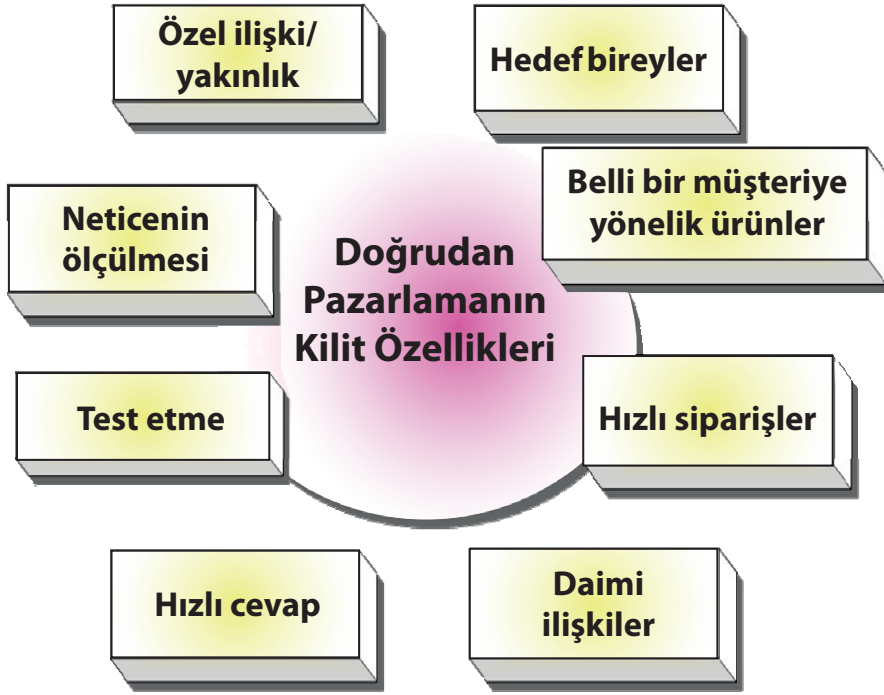 Özel ilişki/
yakınlık
Hedef bireyler
Belli bir müşteriye
yönelik ürünler
Neticenin
ölçülmesi
Doğrudan
Pazarlamanın
Kilit Özellikleri
Test etme
Hızlı siparişler
Hızlı cevap
Daimi
ilişkiler